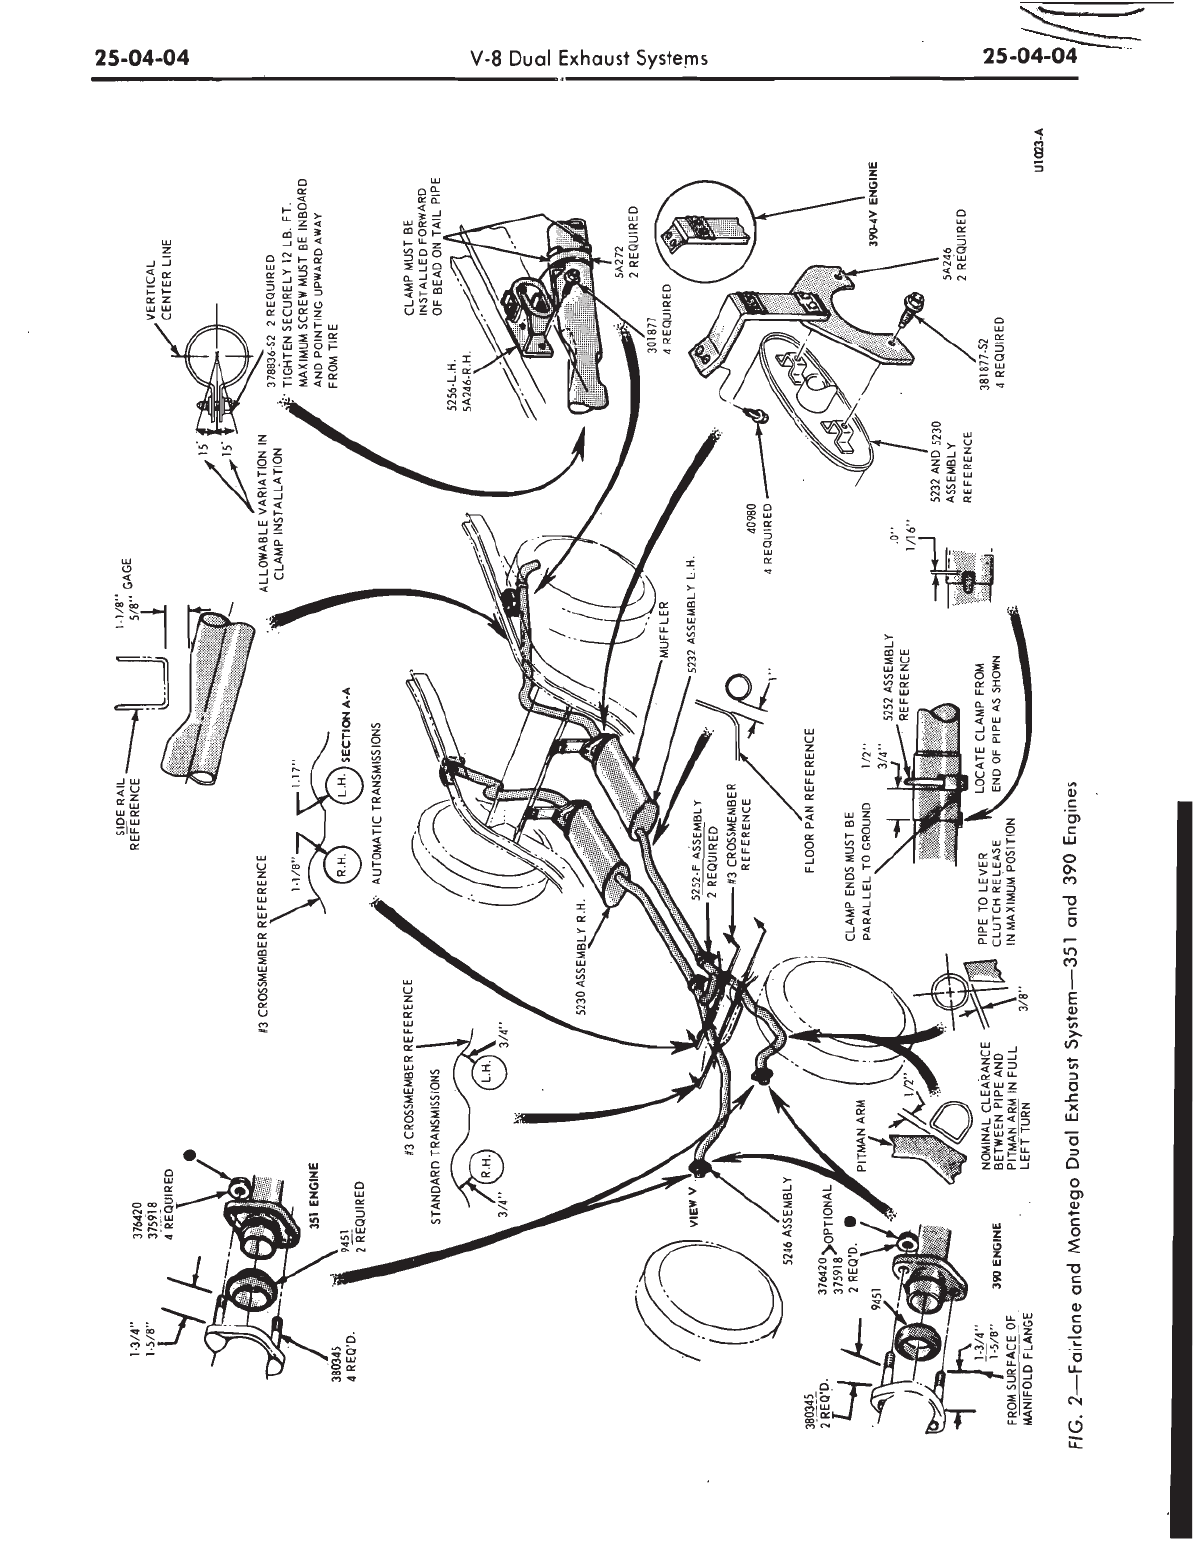 25-04-04
V-8 Dual Exhaust Systems
25-04-04
SIDE RAIL
REFERENCE
1-1/8"
5/8" GAGE
VERTICAL
CENTER LINE
15°
15°
ALLOWABLE VARIATION IN
CLAMP INSTALLATION
378836-S2 2 REQUIRED
TIGHTEN SECURELY 12 LB. FT.
MAXIMUM SCREW MUST BE INBOARD
AND POINTING UPWARD AWAY
FROM TIRE
CLAMP MUST BE
INSTALLED FORWARD
OF BEAD ON TAIL PIPE
5256-L.H.
5A246-R.H.
5A272
2 REQUIRED
301877
4 REQUIRED
390-4V ENGINE
5A246
2 REQUIRED
381877-S2
4 REQUIRED
40980
4 REQUIRED
5232 AND 5230
ASSEMBLY
REFERENCE
376420
375918
4 REQUIRED
1-3/4"
1-5/8"
351 ENGINE
9451
2 REQUIRED
380345
4 REQ'D.
#3 CROSSMEMBER REFERENCE
1-1/8"
1.17"
R.H.
L.H.
SECTION A-A
AUTOMATIC TRANSMISSIONS
#3 CROSSMEMBER REFERENCE
STANDARD TRANSMISSIONS
3/4"
R.H.
L.H.
3/4"
MUFFLER
5232 ASSEMBLY L.H.
5230 ASSEMBLY R.H.
5252-F ASSEMBLY
2 REQUIRED
#3 CROSSMEMBER
REFERENCE
1"
FLOOR PAN REFERENCE
VIEW V
5246 ASSEMBLY
.0"
1/16"
5252 ASSEMBLY
REFERENCE
1/2"
3/4"
CLAMP ENDS MUST BE
PARALLEL TO GROUND
LOCATE CLAMP FROM
END OF PIPE AS SHOWN
PIPE TO LEVER
CLUTCH RELEASE
IN MAXIMUM POSITION
3/8"
PITMAN ARM
1/2"
NOMINAL CLEARANCE
BETWEEN PIPE AND
PITMAN ARM IN FULL
LEFT TURN
376420 OPTIONAL
375918
2 REQ'D.
9451
390 ENGINE
380345
2 REQ'D.
1-3/4"
1-5/8"
FROM SURFACE OF
MANIFOLD FLANGE
U1023-A
FIG. 2—Fairlane and Montego Dual Exhaust System—351 and 390 Engines